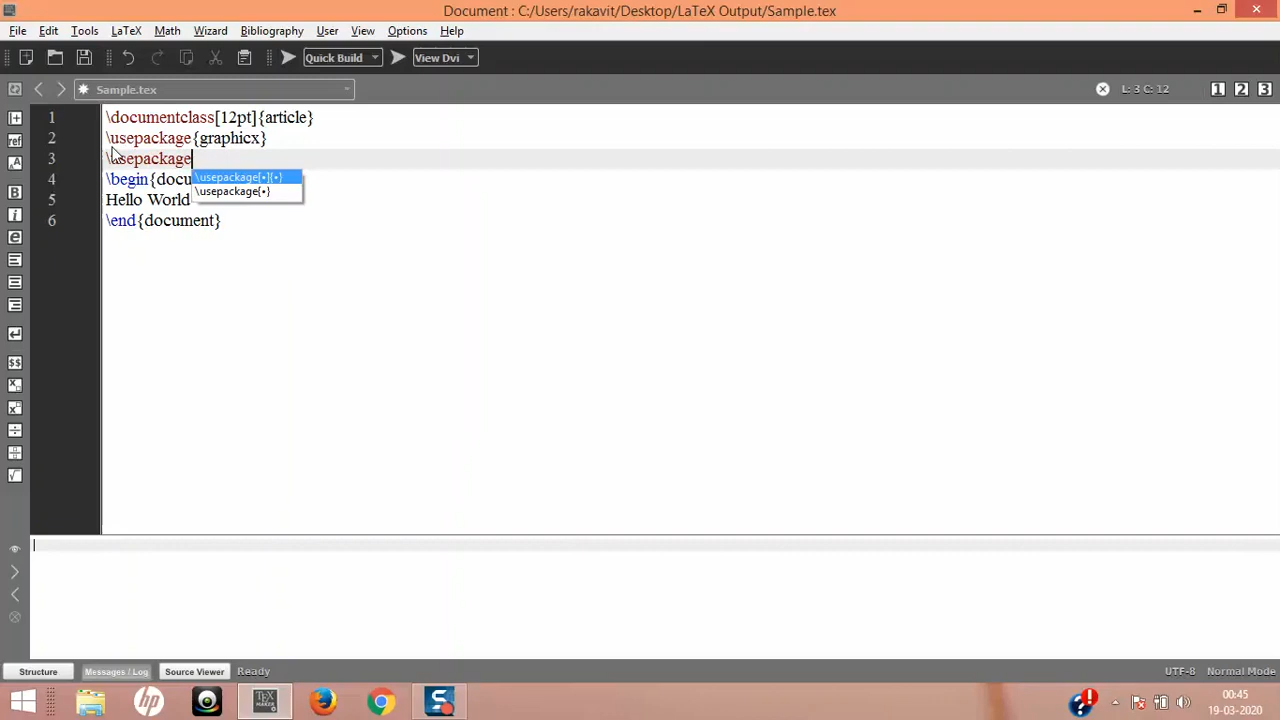 Document : C:/Users/rakavit/Desktop/LaTeX Output/Sample.tex
File Edit Tools LaTeX Math Wizard Bibliography User View Options Help
Quick Build View Dvi
Sample.tex L: 3 C: 12 1 2 3
1 \documentclass[12pt]{article}
2 \usepackage{graphicx}
3 \usepackage
\usepackage[•]{•}
4 \begin{docu
\usepackage{•}
5 Hello World
6 \end{document}
Structure Messages / Log Source Viewer Ready UTF-8 Normal Mode
00:45
19-03-2020